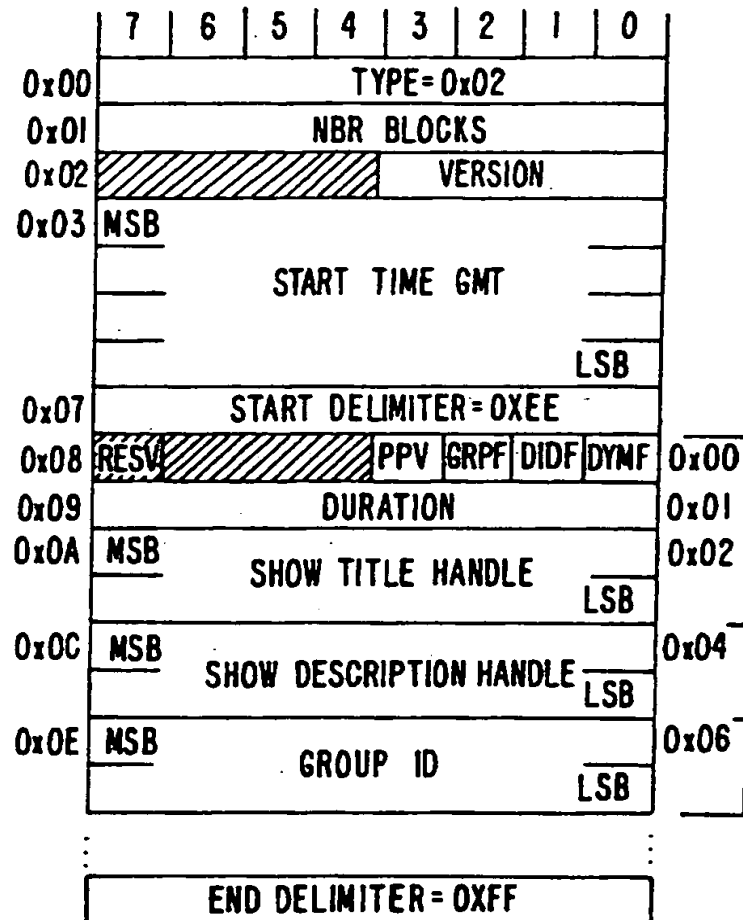 7 6 5 4 3 2 1 0
0x00 TYPE=0x02
0x01 NBR BLOCKS
0x02 VERSION
0x03 MSB
START TIME GMT
LSB
0x07 START DELIMITER=0XEE
0x08 RESV PPV GRPF DIDF DYMF 0x00
0x09 DURATION 0x01
0x0A MSB 0x02
SHOW TITLE HANDLE
LSB
0x0C MSB 0x04
SHOW DESCRIPTION HANDLE
LSB
0x0E MSB 0x06
GROUP ID
LSB
END DELIMITER=0XFF